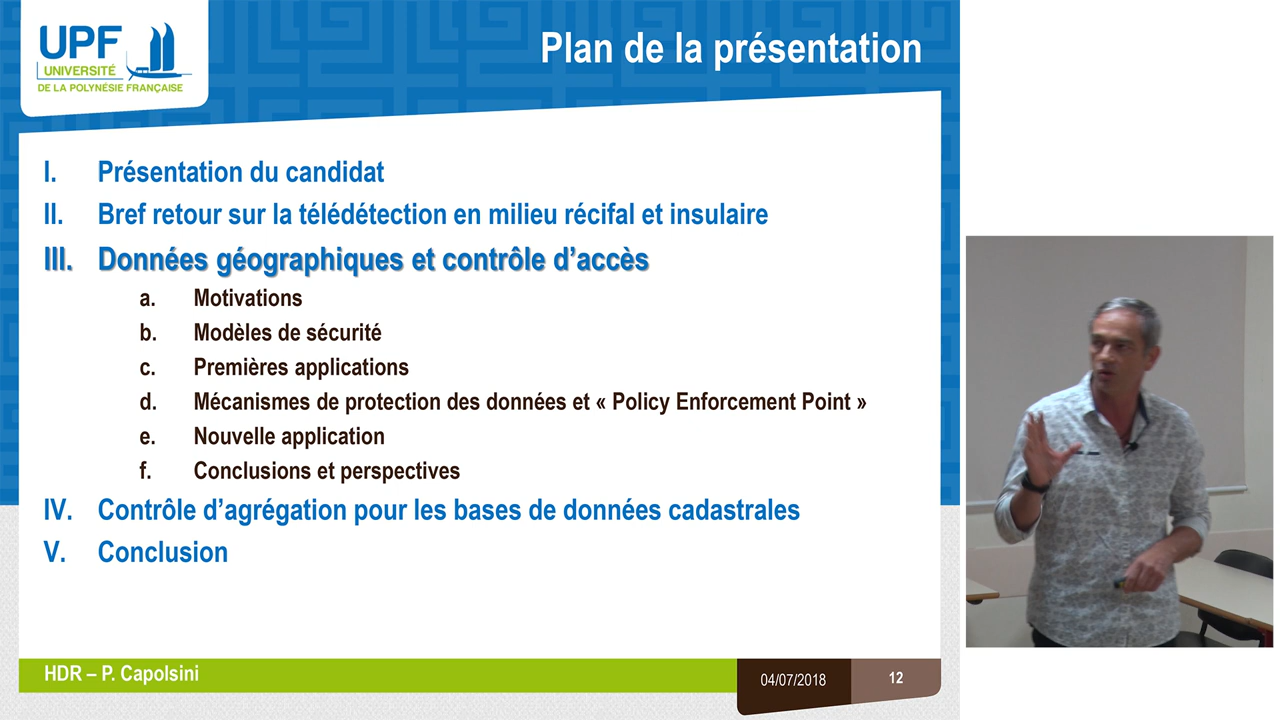 UPF
UNIVERSITÉ
DE LA POLYNÉSIE FRANÇAISE
Plan de la présentation
I. Présentation du candidat
II. Bref retour sur la télédétection en milieu récifal et insulaire
III. Données géographiques et contrôle d’accès
a. Motivations
b. Modèles de sécurité
c. Premières applications
d. Mécanismes de protection des données et « Policy Enforcement Point »
e. Nouvelle application
f. Conclusions et perspectives
IV. Contrôle d’agrégation pour les bases de données cadastrales
V. Conclusion
HDR – P. Capolsini
04/07/2018
12